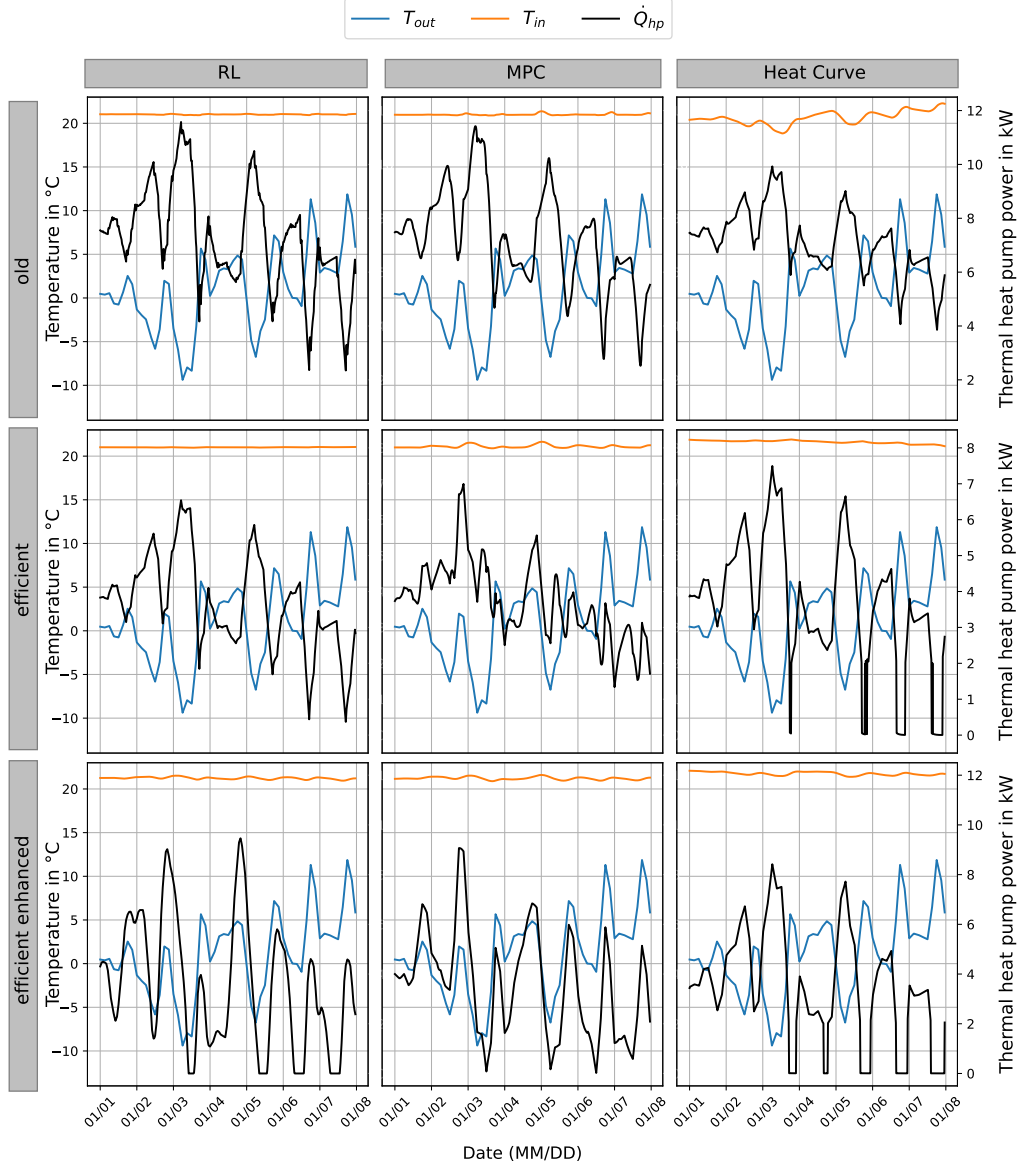 T_out T_in Q̇_hp
RL MPC Heat Curve
old
Temperature in °C
20
15
10
5
0
−5
−10
12
10
8
6
4
2
Thermal heat pump power in kW
efficient
Temperature in °C
20
15
10
5
0
−5
−10
8
7
6
5
4
3
2
1
0
Thermal heat pump power in kW
efficient enhanced
Temperature in °C
20
15
10
5
0
−5
−10
12
10
8
6
4
2
0
Thermal heat pump power in kW
01/01 01/02 01/03 01/04 01/05 01/06 01/07 01/08
01/01 01/02 01/03 01/04 01/05 01/06 01/07 01/08
01/01 01/02 01/03 01/04 01/05 01/06 01/07 01/08
Date (MM/DD)